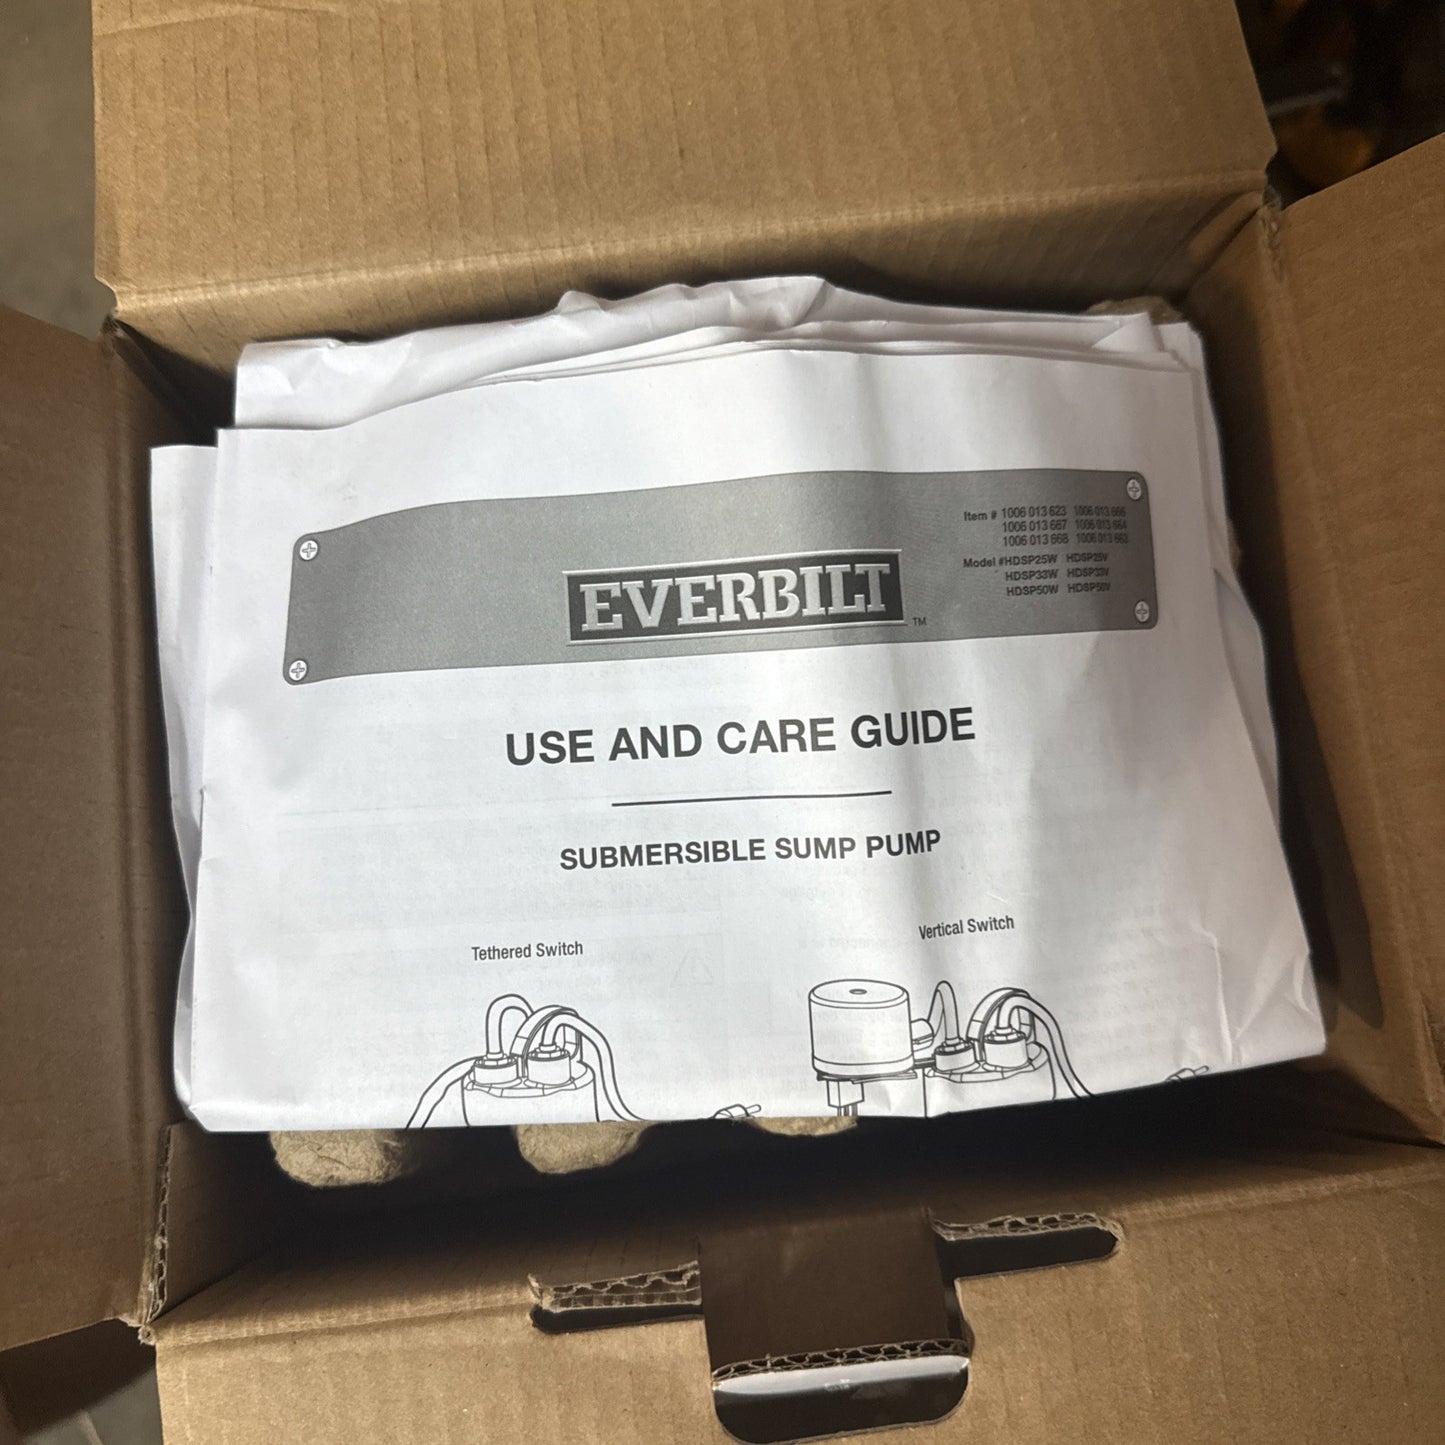 Item # 1006 013 623 1006 013 666
1006 013 667 1006 013 664
1006 013 668 1006 013 663
Model #HDSP25W HDSP25V
HDSP33W HDSP33V
HDSP50W HDSP50V
EVERBILT
TM
USE AND CARE GUIDE
SUBMERSIBLE SUMP PUMP
Tethered Switch
Vertical Switch